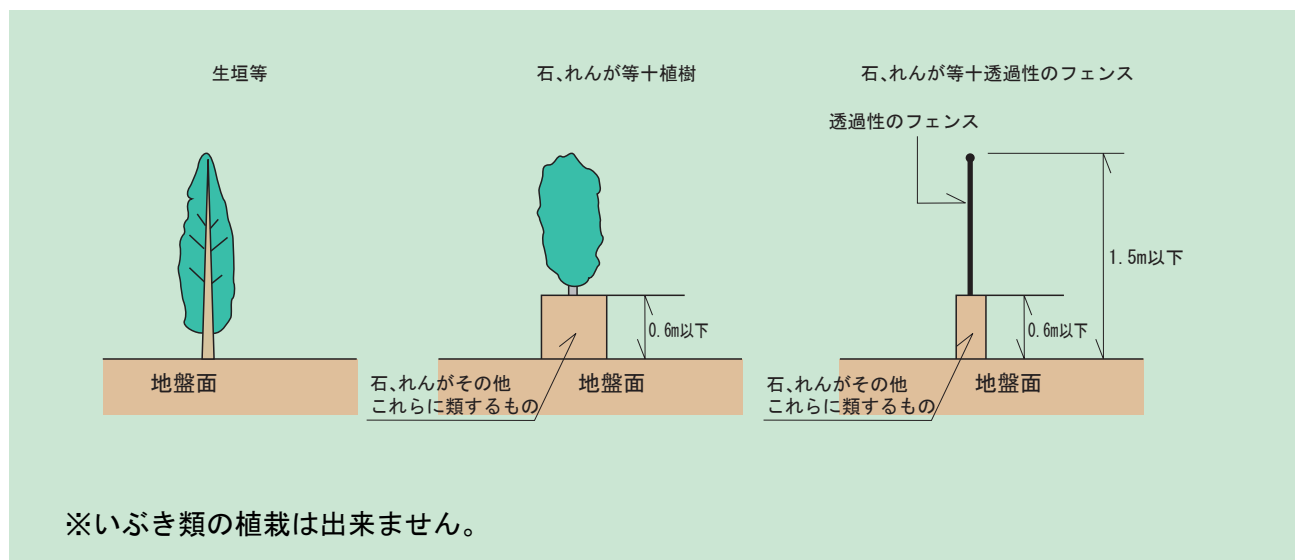 生垣等
石、れんが等十植樹
石、れんが等十透過性のフェンス
透過性のフェンス
1.5m以下
0.6m以下
0.6m以下
地盤面
地盤面
地盤面
石、れんがその他
これらに類するもの
石、れんがその他
これらに類するもの
※いぶき類の植栽は出来ません。